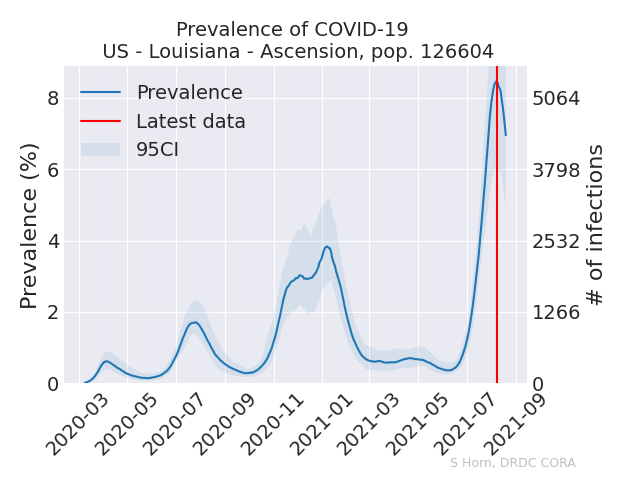 Prevalence of COVID-19
US - Louisiana - Ascension, pop. 126604
Prevalence
Latest data
95CI
Prevalence (%)
8
6
4
2
0
# of infections
5064
3798
2532
1266
0
2020-03
2020-05
2020-07
2020-09
2020-11
2021-01
2021-03
2021-05
2021-07
2021-09
S Horn, DRDC CORA